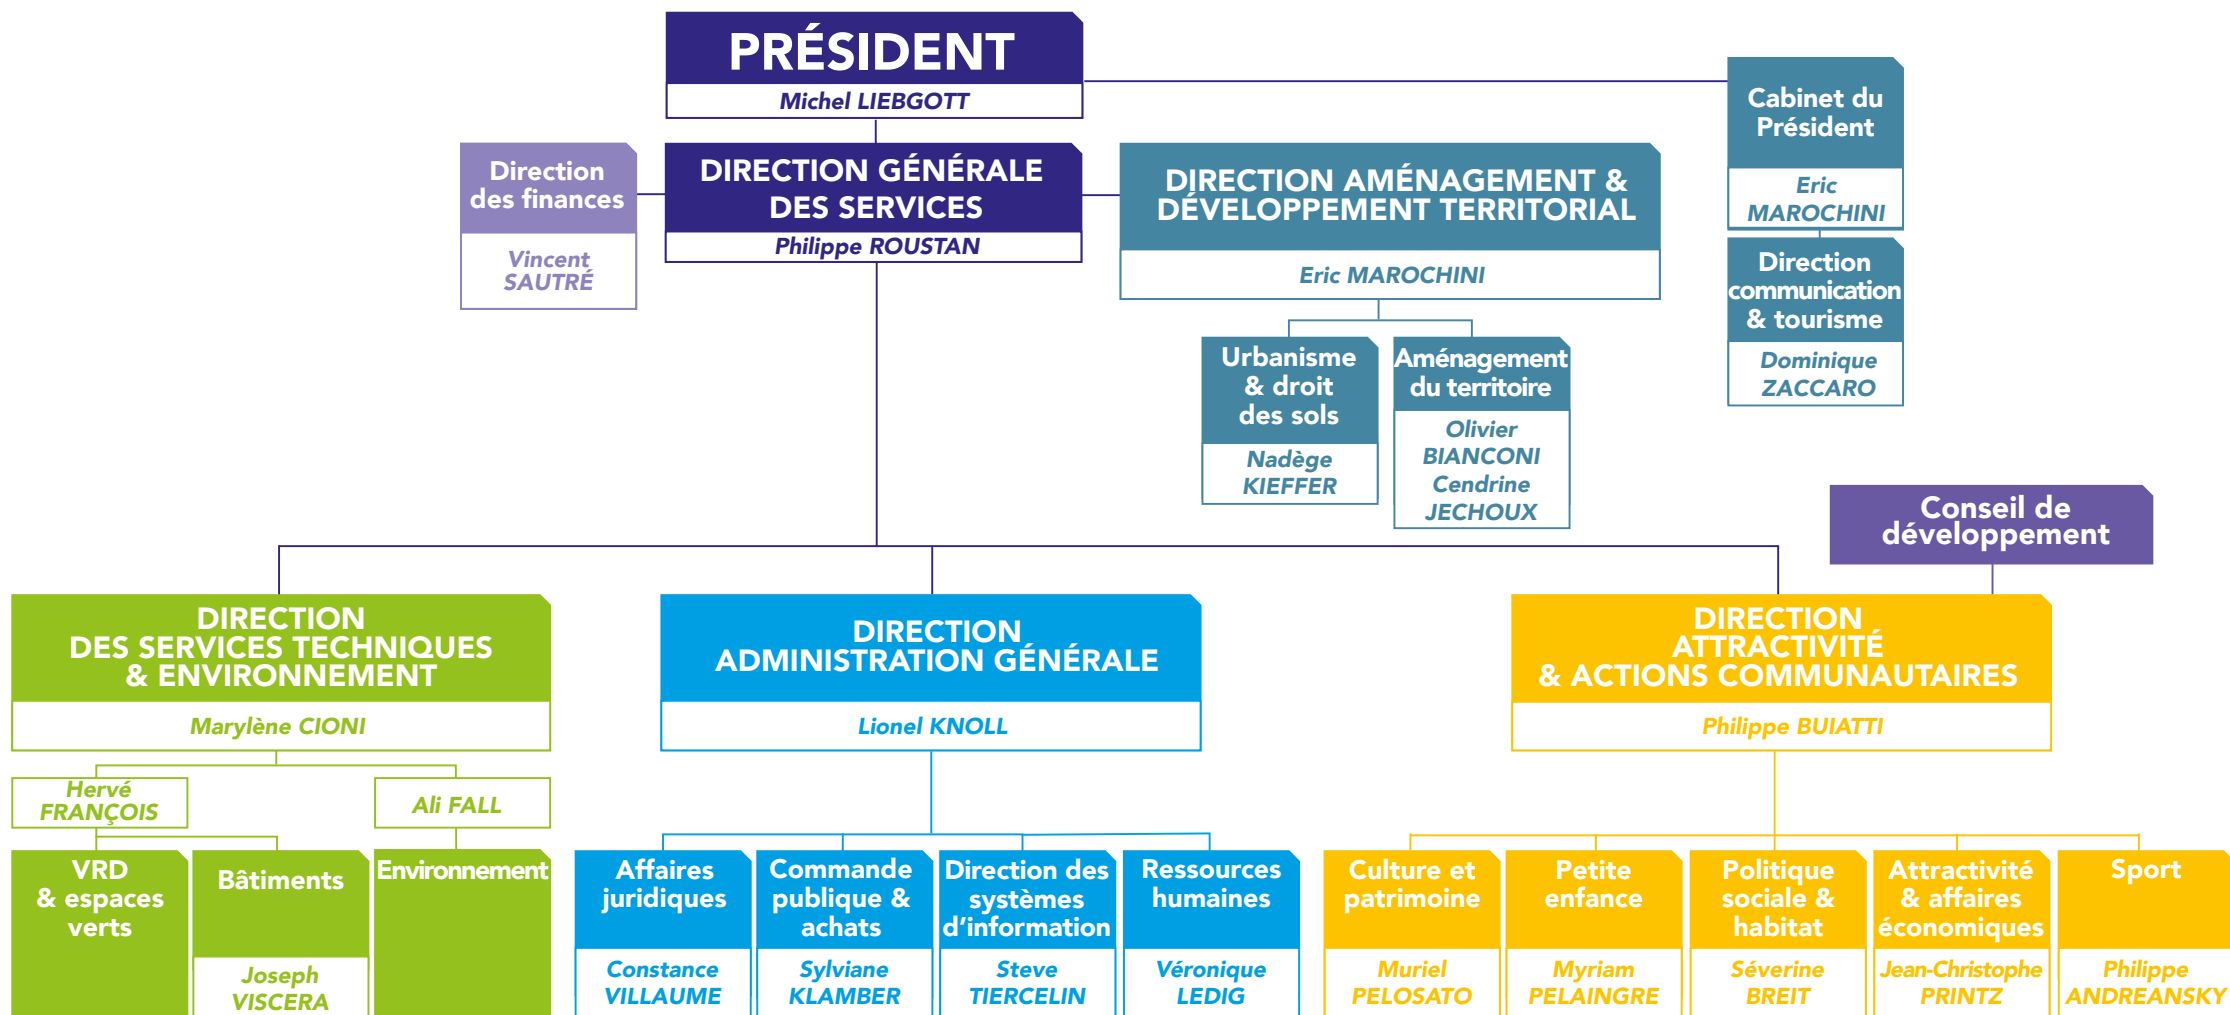 PRÉSIDENT
Michel LIEBGOTT
Cabinet du
Président
Eric
MAROCHINI
Direction
des finances
Vincent
SAUTRÉ
DIRECTION GÉNÉRALE
DES SERVICES
Philippe ROUSTAN
DIRECTION AMÉNAGEMENT &
DÉVELOPPEMENT TERRITORIAL
Eric MAROCHINI
Direction
communication
& tourisme
Dominique
ZACCARO
Urbanisme
& droit
des sols
Nadège
KIEFFER
Aménagement
du territoire
Olivier
BIANCONI
Cendrine
JECHOUX
Conseil de
développement
DIRECTION
DES SERVICES TECHNIQUES
& ENVIRONNEMENT
Marylène CIONI
DIRECTION
ADMINISTRATION GÉNÉRALE
Lionel KNOLL
DIRECTION
ATTRACTIVITÉ
& ACTIONS COMMUNAUTAIRES
Philippe BUIATTI
Hervé
FRANÇOIS
Ali FALL
VRD
& espaces
verts
Bâtiments
Joseph
VISCERA
Environnement
Affaires
juridiques
Constance
VILLAUME
Commande
publique &
achats
Sylviane
KLAMBER
Direction des
systèmes
d'information
Steve
TIERCELIN
Ressources
humaines
Véronique
LEDIG
Culture et
patrimoine
Muriel
PELOSATO
Petite
enfance
Myriam
PELAINGRE
Politique
sociale &
habitat
Séverine
BREIT
Attractivité
& affaires
économiques
Jean-Christophe
PRINTZ
Sport
Philippe
ANDREANSKY